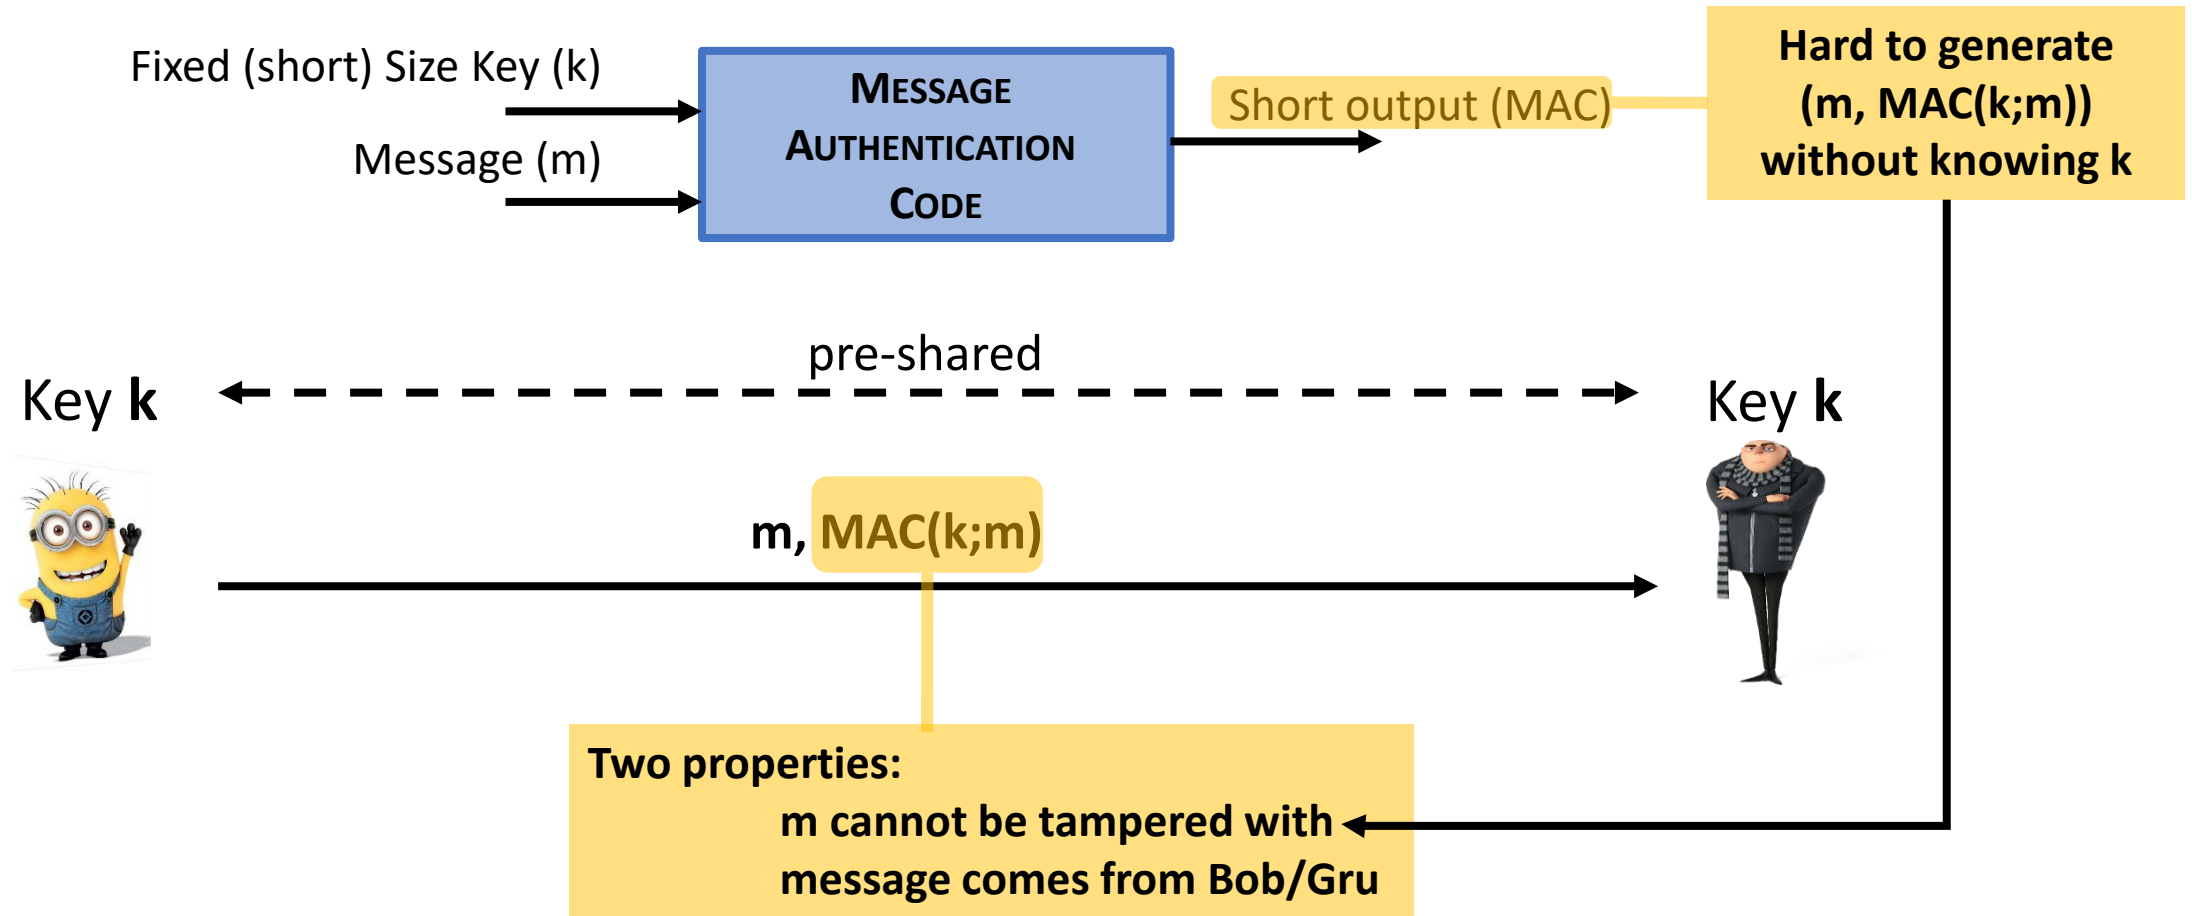 Fixed (short) Size Key (k)
Message (m)
MESSAGE
AUTHENTICATION
CODE
Short output (MAC)
Hard to generate
(m, MAC(k;m))
without knowing k
pre-shared
Key k
Key k
m, MAC(k;m)
Two properties:
m cannot be tampered with
message comes from Bob/Gru